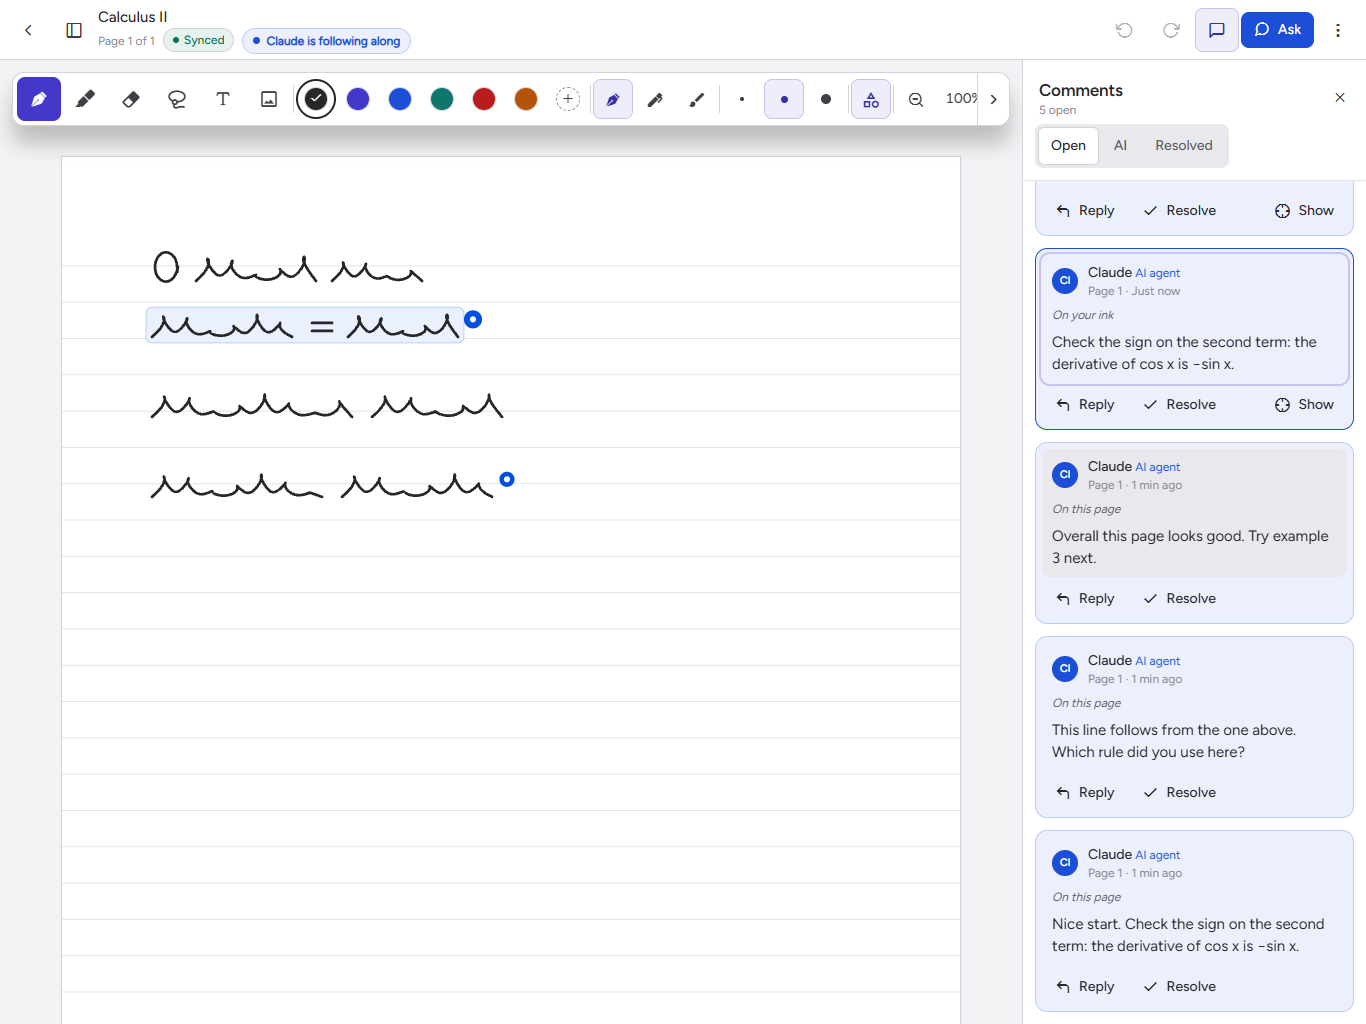 Calculus II
Page 1 of 1
Synced
Claude is following along
Ask
100%
Comments
5 open
Open
AI
Resolved
Reply
Resolve
Show
Cl
Claude AI agent
Page 1 · Just now
On your ink
Check the sign on the second term: the
derivative of cos x is −sin x.
Reply
Resolve
Show
Cl
Claude AI agent
Page 1 · 1 min ago
On this page
Overall this page looks good. Try example
3 next.
Reply
Resolve
Cl
Claude AI agent
Page 1 · 1 min ago
On this page
This line follows from the one above.
Which rule did you use here?
Reply
Resolve
Cl
Claude AI agent
Page 1 · 1 min ago
On this page
Nice start. Check the sign on the second
term: the derivative of cos x is −sin x.
Reply
Resolve